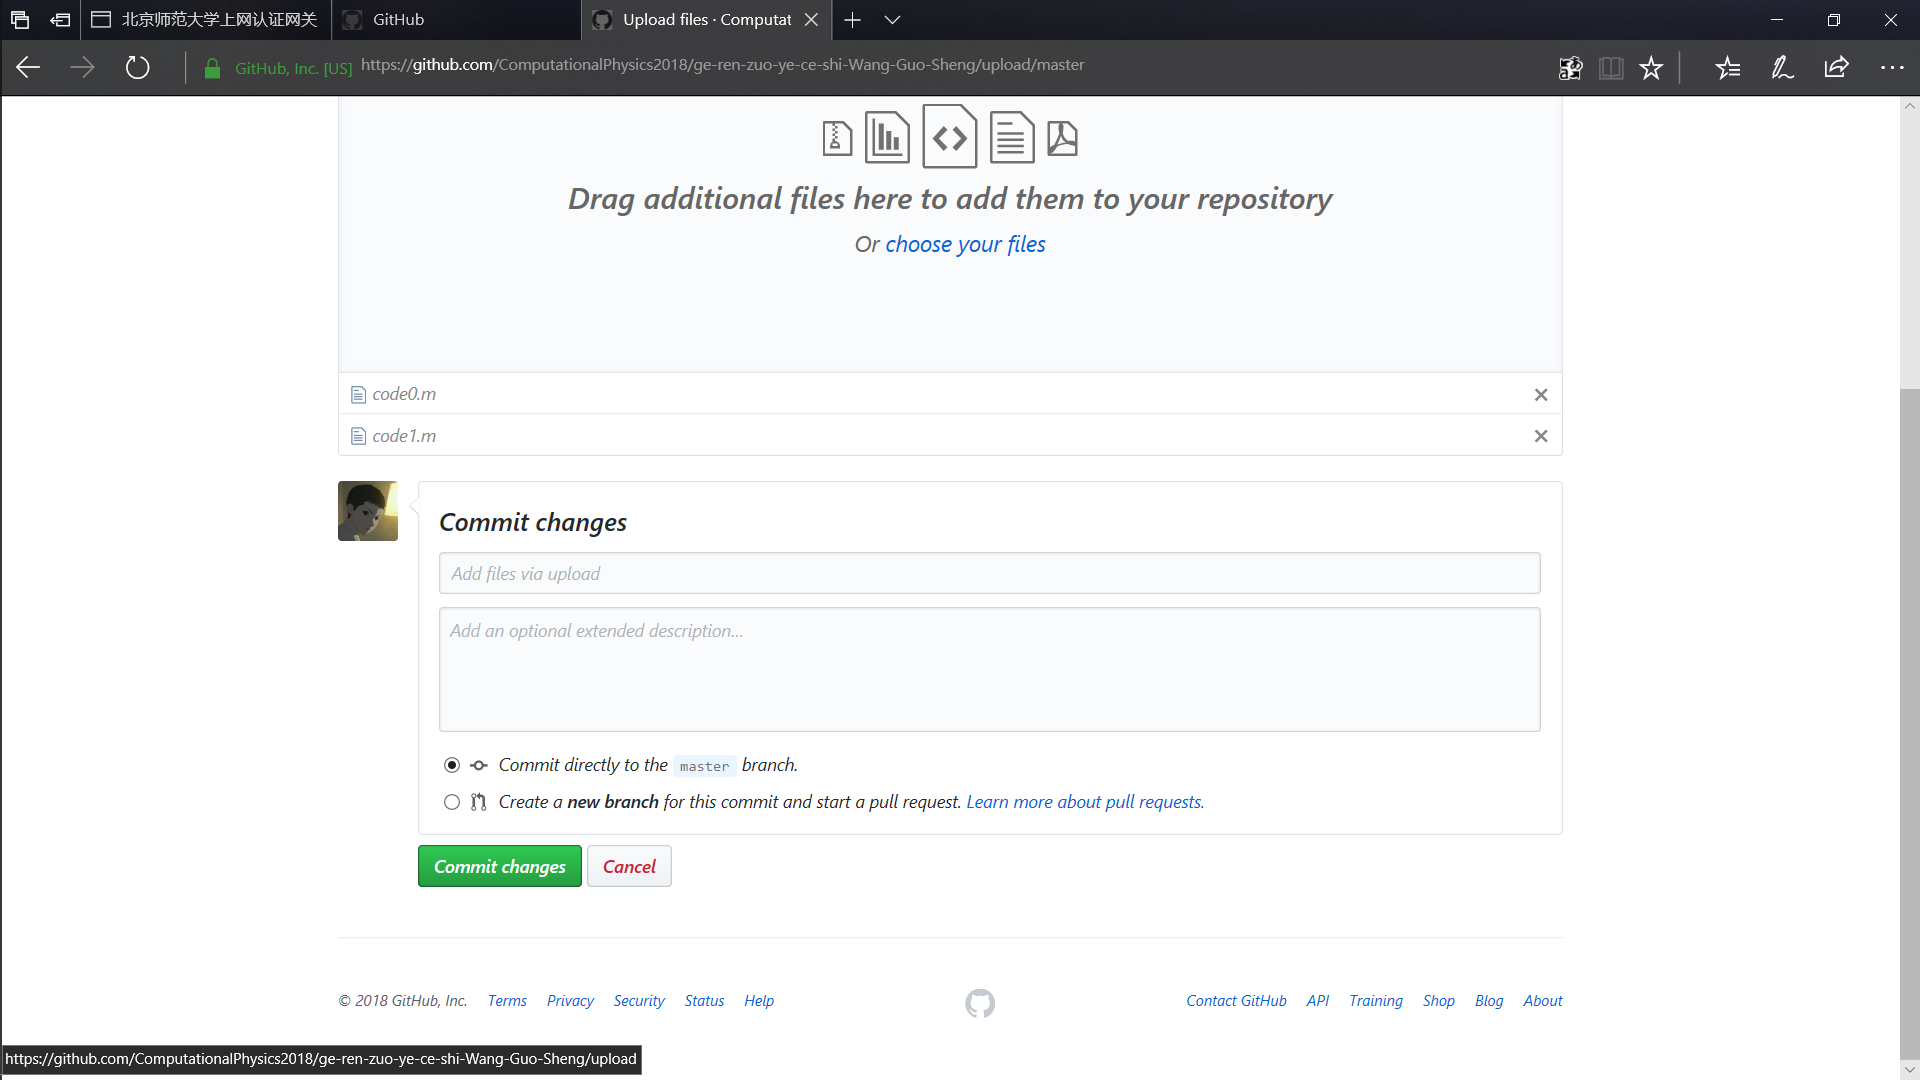 北京师范大学上网认证网关
GitHub
Upload files · Computat
GitHub, Inc. [US]
https://github.com/ComputationalPhysics2018/ge-ren-zuo-ye-ce-shi-Wang-Guo-Sheng/upload/master
Drag additional files here to add them to your repository
Or choose your files
code0.m
code1.m
Commit changes
Add files via upload
Add an optional extended description...
Commit directly to the master branch.
Create a new branch for this commit and start a pull request. Learn more about pull requests.
Commit changes
Cancel
© 2018 GitHub, Inc. Terms Privacy Security Status Help
Contact GitHub API Training Shop Blog About
https://github.com/ComputationalPhysics2018/ge-ren-zuo-ye-ce-shi-Wang-Guo-Sheng/upload